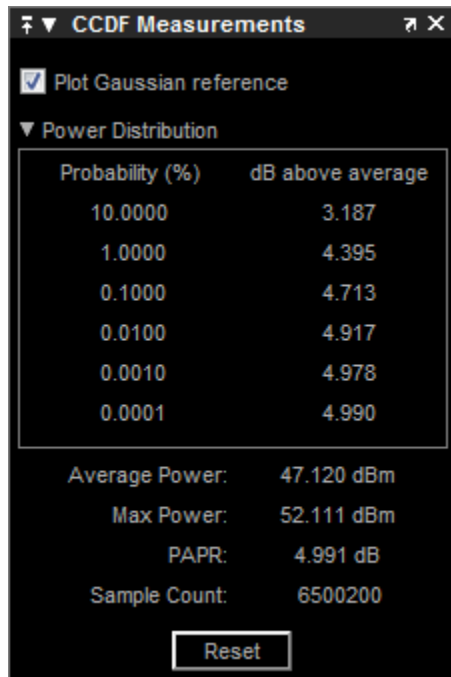 CCDF Measurements
Plot Gaussian reference
Power Distribution
Probability (%) dB above average
10.0000 3.187
1.0000 4.395
0.1000 4.713
0.0100 4.917
0.0010 4.978
0.0001 4.990
Average Power: 47.120 dBm
Max Power: 52.111 dBm
PAPR: 4.991 dB
Sample Count: 6500200
Reset